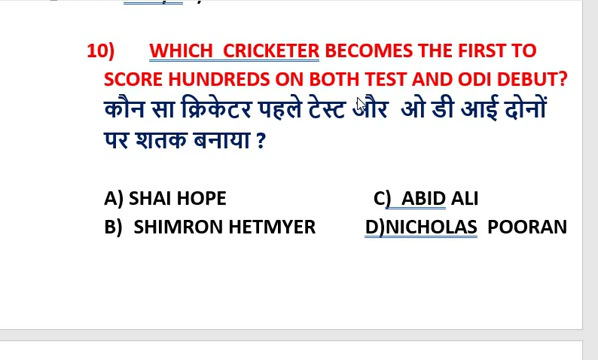 10) WHICH CRICKETER BECOMES THE FIRST TO
SCORE HUNDREDS ON BOTH TEST AND ODI DEBUT?
कौन सा क्रिकेटर पहले टेस्ट और ओ डी आई दोनों
पर शतक बनाया ?
A) SHAI HOPE C) ABID ALI
B) SHIMRON HETMYER D)NICHOLAS POORAN